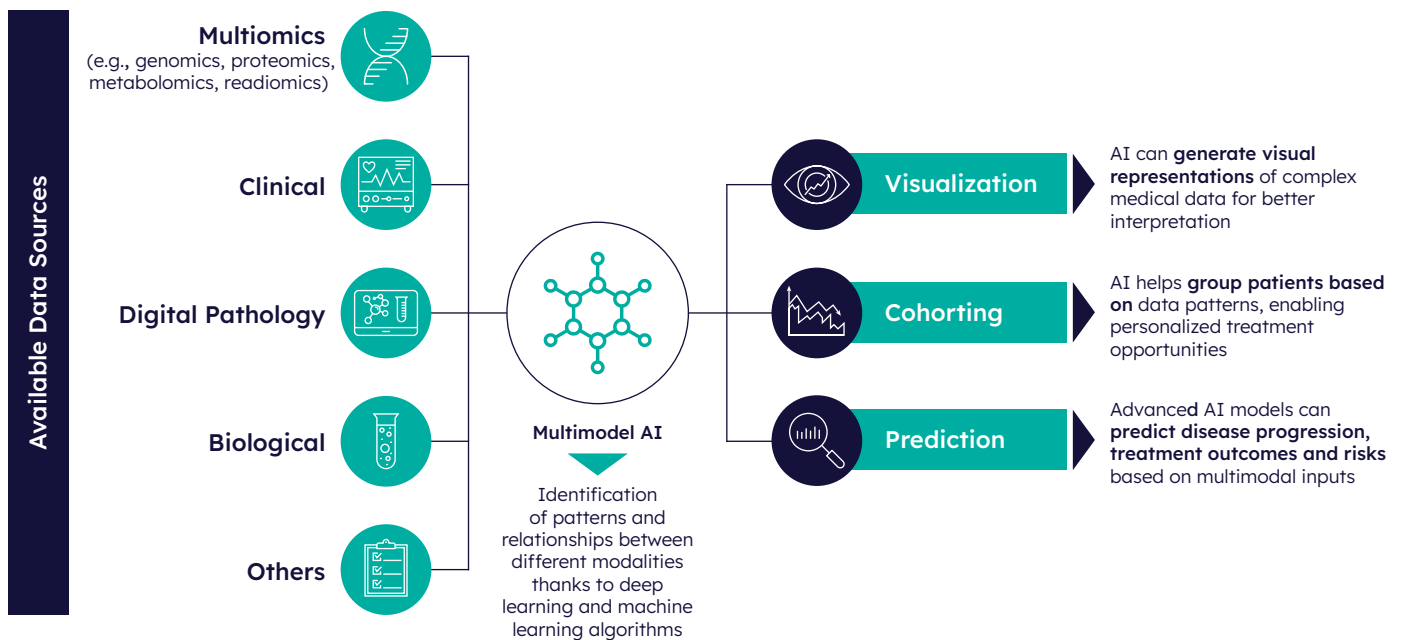 Available Data Sources
Multiomics
(e.g., genomics, proteomics,
metabolomics, readiomics)
Clinical
Digital Pathology
Biological
Others
Multimodel AI
Identification
of patterns and
relationships between
different modalities
thanks to deep
learning and machine
learning algorithms
Visualization
AI can generate visual
representations of complex
medical data for better
interpretation
Cohorting
AI helps group patients based
on data patterns, enabling
personalized treatment
opportunities
Prediction
Advanced AI models can
predict disease progression,
treatment outcomes and risks
based on multimodal inputs